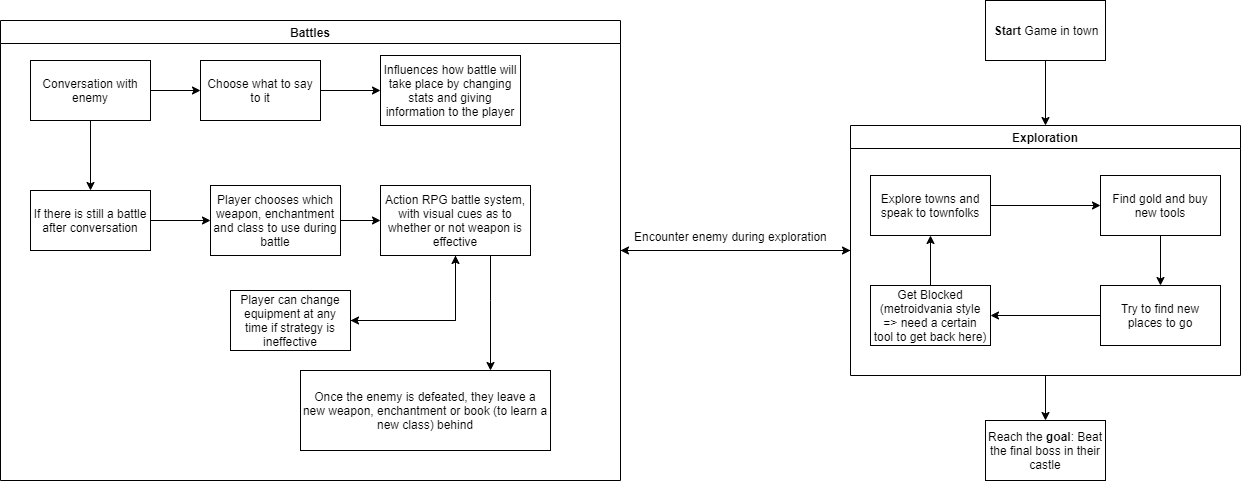 Battles
Conversation with
enemy
Choose what to say
to it
Influences how battle will
take place by changing
stats and giving
information to the player
If there is still a battle
after conversation
Player chooses which
weapon, enchantment
and class to use during
battle
Action RPG battle system,
with visual cues as to
whether or not weapon is
effective
Player can change
equipment at any
time if strategy is
ineffective
Once the enemy is defeated, they leave a
new weapon, enchantment or book (to learn a
new class) behind
Encounter enemy during exploration
Start Game in town
Exploration
Explore towns and
speak to townfolks
Find gold and buy
new tools
Get Blocked
(metroidvania style
=> need a certain
tool to get back here)
Try to find new
places to go
Reach the goal: Beat
the final boss in their
castle